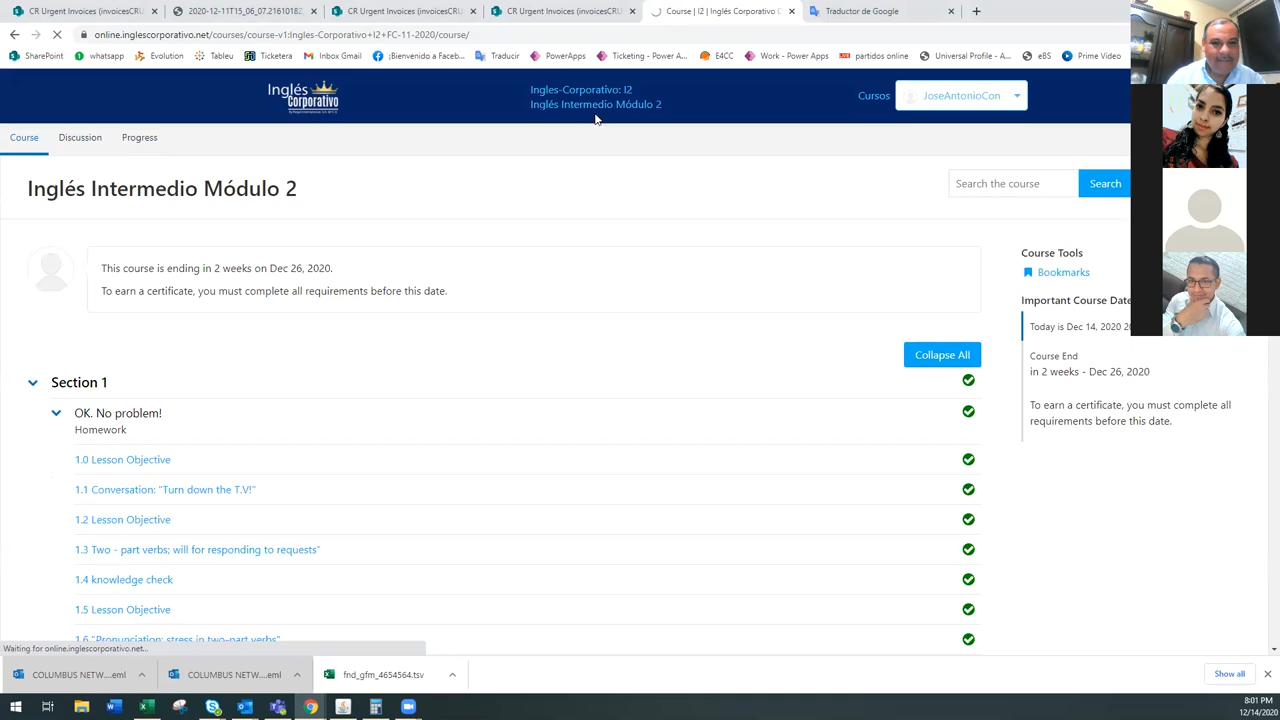 CR Urgent Invoices (invoicesCRU
2020-12-11T15_06_07.2161018Z
CR Urgent Invoices (invoicesCRU
CR Urgent Invoices (invoicesCRU
Course | I2 | Inglés Corporativo
Traductor de Google
online.inglescorporativo.net/courses/course-v1:Ingles-Corporativo+I2+FC-11-2020/course/
SharePoint
whatsapp
Evolution
Tableu
Ticketera
Inbox Gmail
¡Bienvenido a Faceb...
Traducir
PowerApps
Ticketing - Power A...
E4CC
Work - Power Apps
partidos online
Universal Profile - A...
eBS
Prime Video
Inglés
Corporativo
Ingles-Corporativo: I2
Inglés Intermedio Módulo 2
Cursos
JoseAntonioCon
Course
Discussion
Progress
Inglés Intermedio Módulo 2
Search the course
Search
This course is ending in 2 weeks on Dec 26, 2020.
To earn a certificate, you must complete all requirements before this date.
Course Tools
Bookmarks
Important Course Date
Today is Dec 14, 2020 20
Course End
in 2 weeks - Dec 26, 2020
To earn a certificate, you must complete all
requirements before this date.
Collapse All
Section 1
OK. No problem!
Homework
1.0 Lesson Objective
1.1 Conversation: "Turn down the T.V!"
1.2 Lesson Objective
1.3 Two - part verbs; will for responding to requests"
1.4 knowledge check
1.5 Lesson Objective
1.6 "Pronunciation: stress in two-part verbs"
Waiting for online.inglescorporativo.net...
COLUMBUS NETW....eml
COLUMBUS NETW....eml
fnd_gfm_4654564.tsv
Show all
8:01 PM
12/14/2020